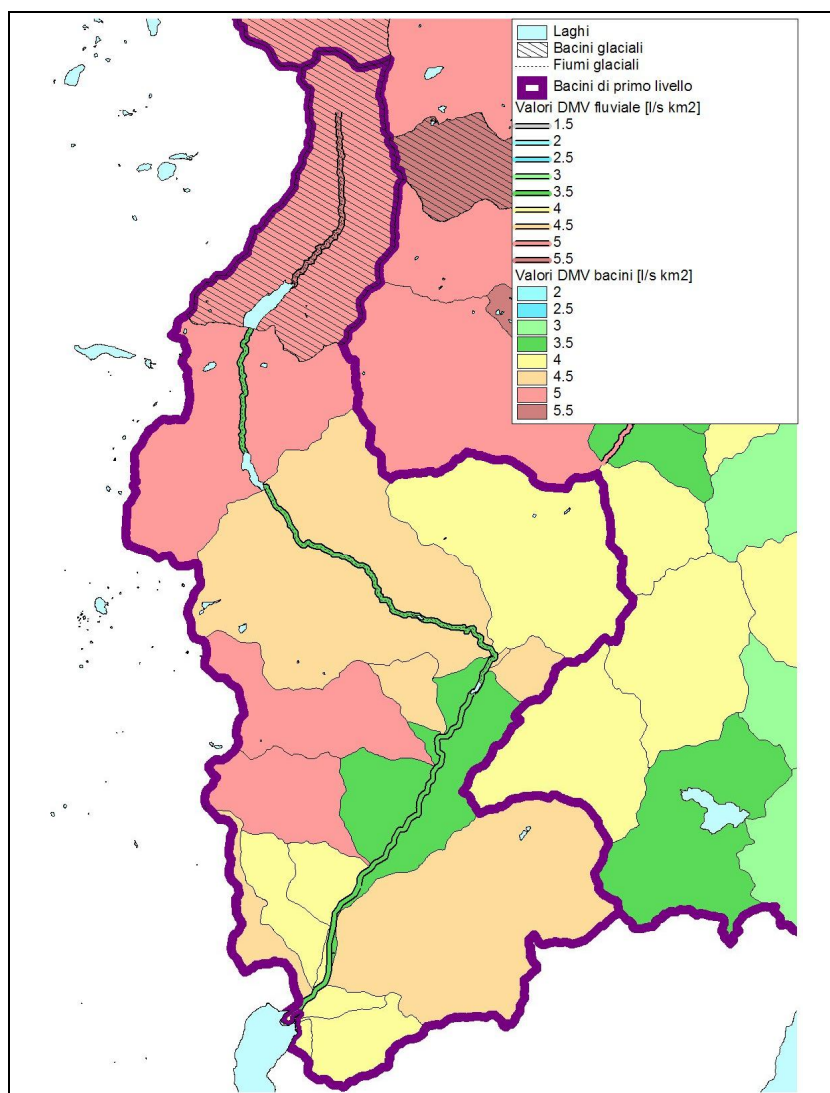 Laghi
Bacini glaciali
Fiumi glaciali
Bacini di primo livello
Valori DMV fluviale [l/s km2]
1.5
2
2.5
3
3.5
4
4.5
5
5.5
Valori DMV bacini [l/s km2]
2
2.5
3
3.5
4
4.5
5
5.5